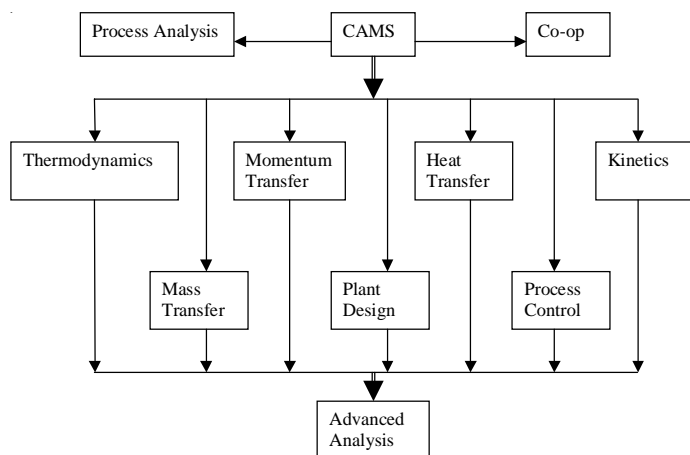 Process Analysis
CAMS
Co-op
Thermodynamics
Momentum
Transfer
Heat
Transfer
Kinetics
Mass
Transfer
Plant
Design
Process
Control
Advanced
Analysis